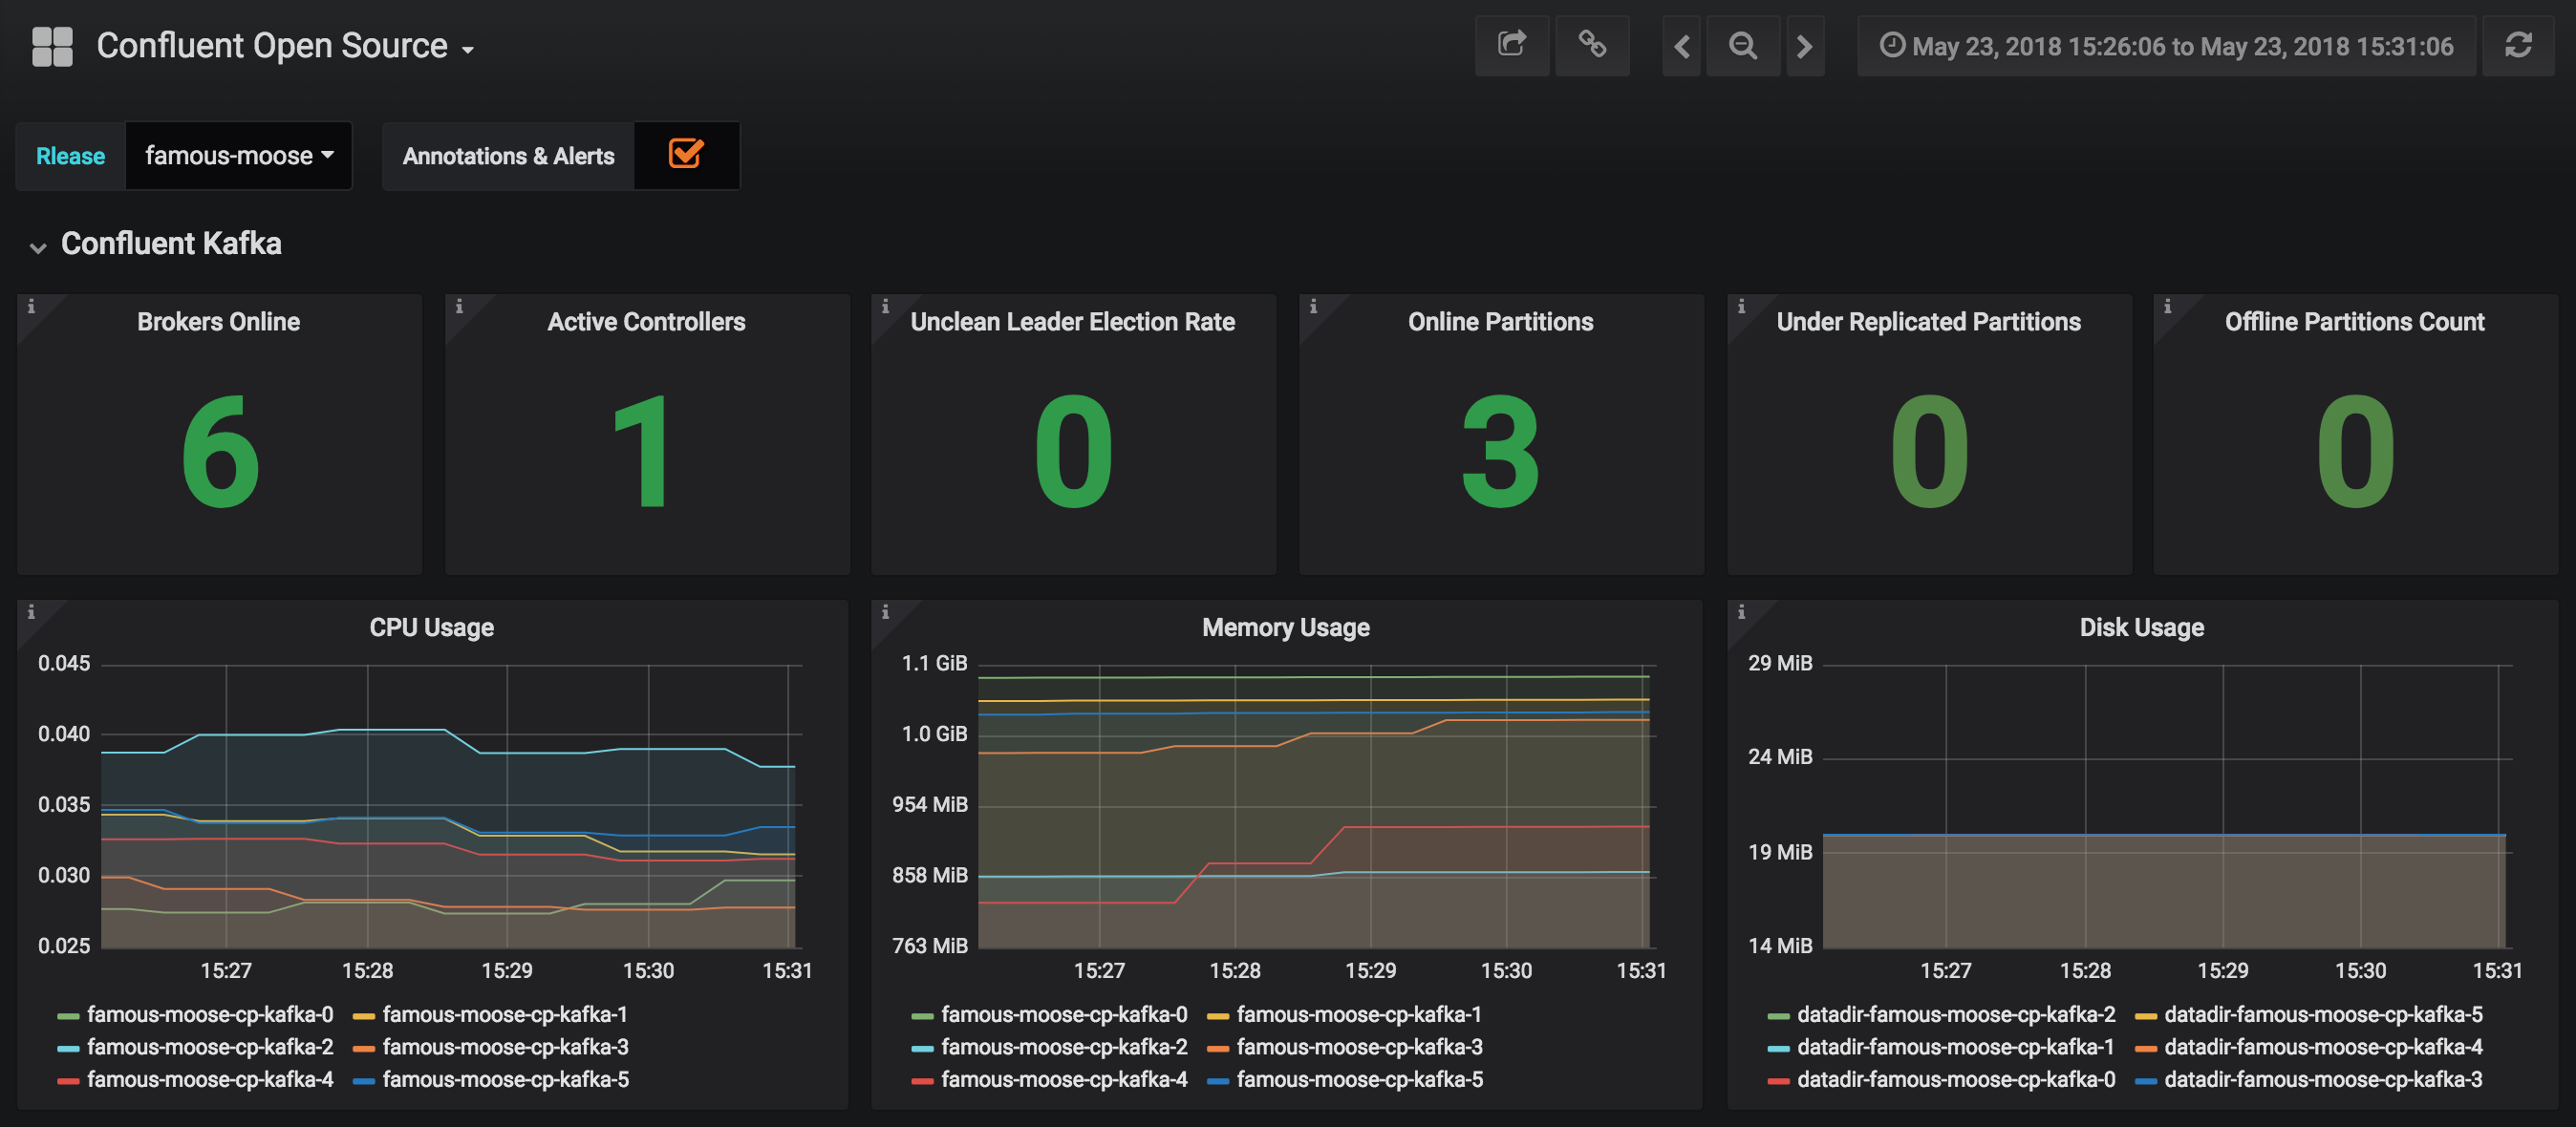 Confluent Open Source
May 23, 2018 15:26:06 to May 23, 2018 15:31:06
Rlease famous-moose Annotations & Alerts
Confluent Kafka
Brokers Online
6
Active Controllers
1
Unclean Leader Election Rate
0
Online Partitions
3
Under Replicated Partitions
0
Offline Partitions Count
0
CPU Usage
0.045
0.040
0.035
0.030
0.025
15:27 15:28 15:29 15:30 15:31
famous-moose-cp-kafka-0 famous-moose-cp-kafka-1
famous-moose-cp-kafka-2 famous-moose-cp-kafka-3
famous-moose-cp-kafka-4 famous-moose-cp-kafka-5
Memory Usage
1.1 GiB
1.0 GiB
954 MiB
858 MiB
763 MiB
15:27 15:28 15:29 15:30 15:31
famous-moose-cp-kafka-0 famous-moose-cp-kafka-1
famous-moose-cp-kafka-2 famous-moose-cp-kafka-3
famous-moose-cp-kafka-4 famous-moose-cp-kafka-5
Disk Usage
29 MiB
24 MiB
19 MiB
14 MiB
15:27 15:28 15:29 15:30 15:31
datadir-famous-moose-cp-kafka-2 datadir-famous-moose-cp-kafka-5
datadir-famous-moose-cp-kafka-1 datadir-famous-moose-cp-kafka-4
datadir-famous-moose-cp-kafka-0 datadir-famous-moose-cp-kafka-3